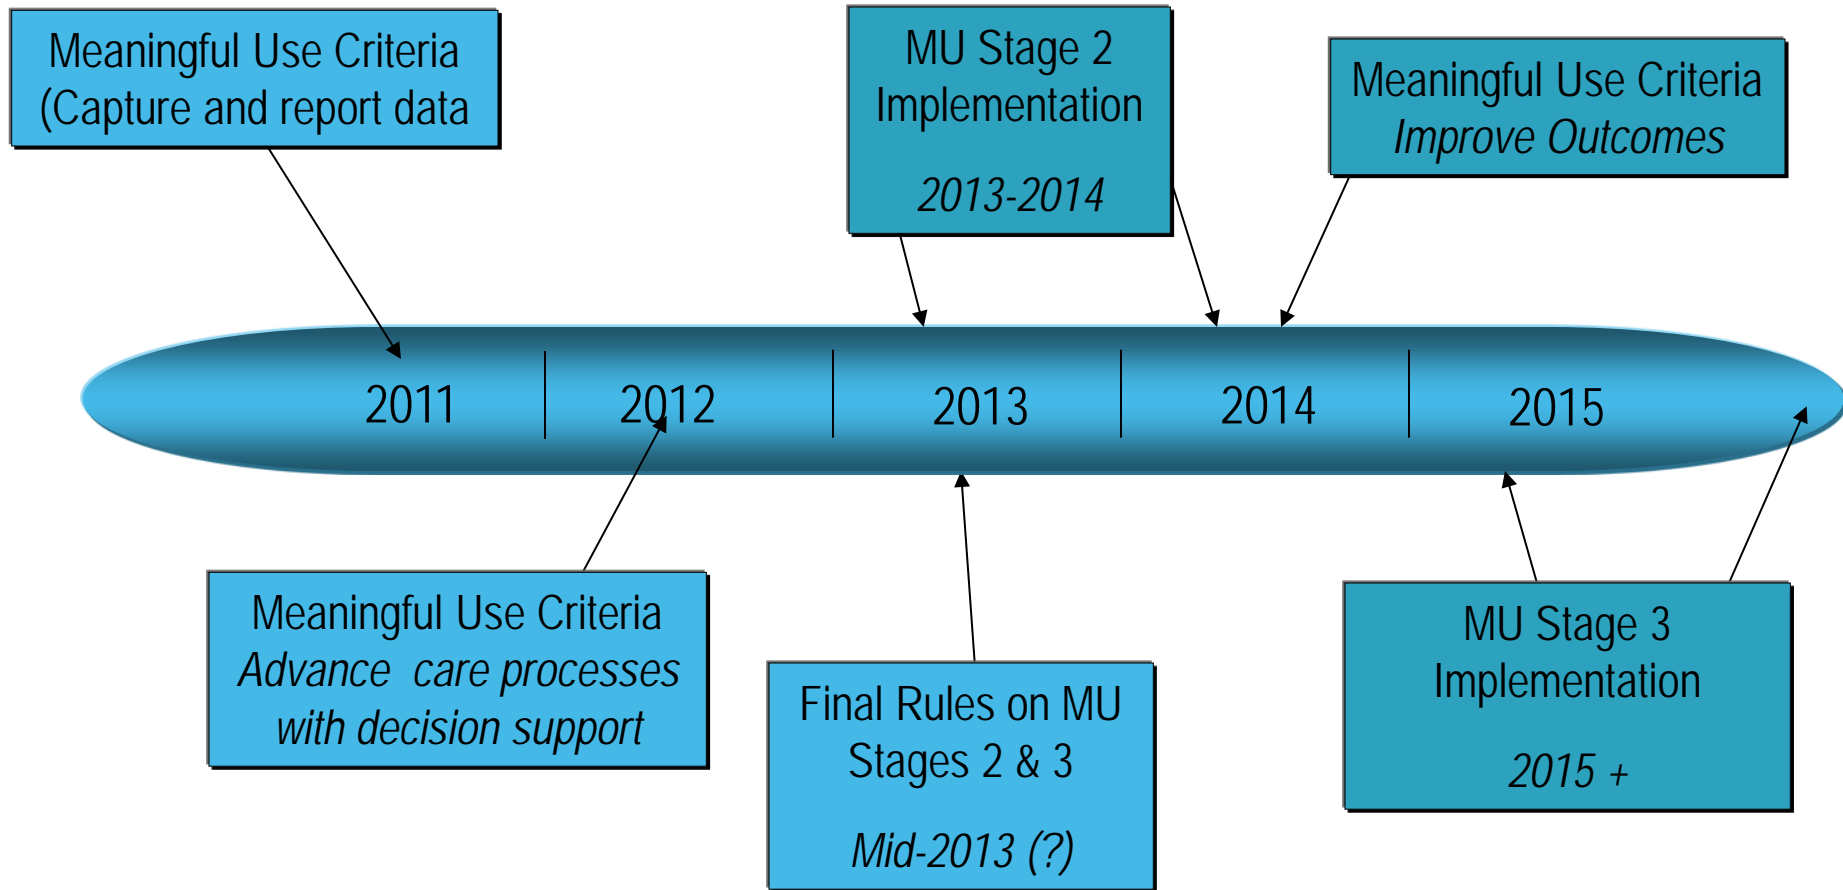 Meaningful Use Criteria
(Capture and report data
MU Stage 2
Implementation
2013-2014
Meaningful Use Criteria
Improve Outcomes
2011
2012
2013
2014
2015
Meaningful Use Criteria
Advance care processes
with decision support
Final Rules on MU
Stages 2 & 3
Mid-2013 (?)
MU Stage 3
Implementation
2015 +